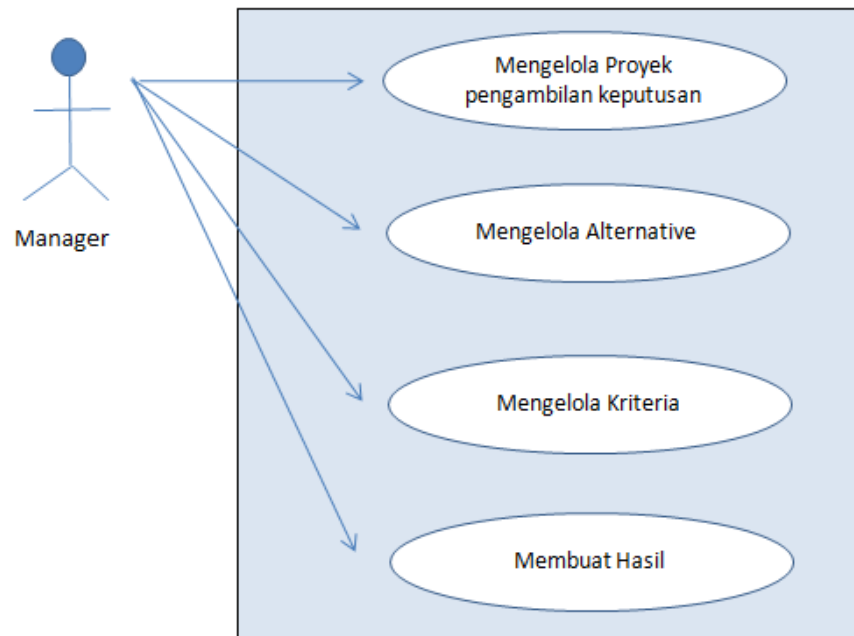 Mengelola Proyek
pengambilan keputusan
Manager
Mengelola Alternative
Mengelola Kriteria
Membuat Hasil